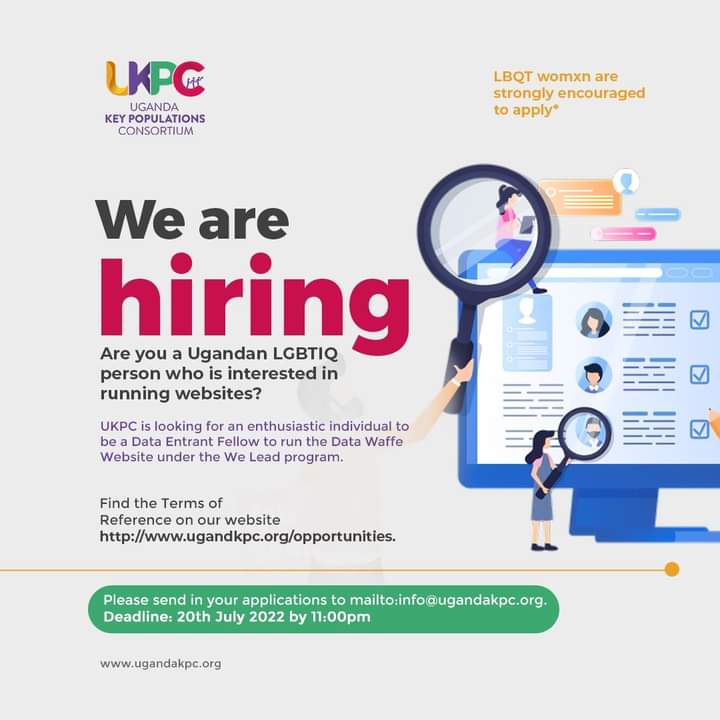 UKPC
UGANDA
KEY POPULATIONS
CONSORTIUM
LBQT womxn are
strongly encouraged
to apply*
We are
hiring
Are you a Ugandan LGBTIQ
person who is interested in
running websites?
UKPC is looking for an enthusiastic individual to
be a Data Entrant Fellow to run the Data Waffe
Website under the We Lead program.
Find the Terms of
Reference on our website
http://www.ugandkpc.org/opportunities.
Please send in your applications to mailto:info@ugandakpc.org.
Deadline: 20th July 2022 by 11:00pm
www.ugandakpc.org